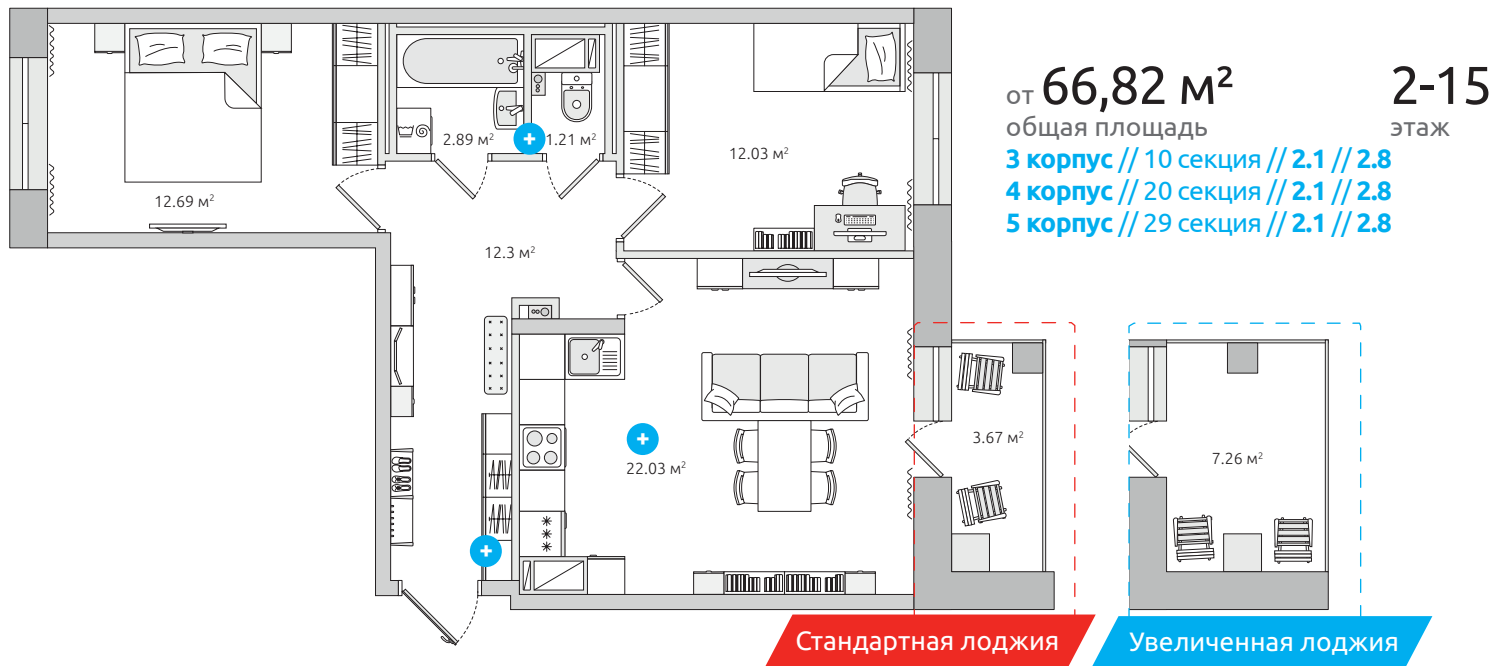 от 66,82 м²
общая площадь
2-15
этаж
3 корпус // 10 секция // 2.1 // 2.8
4 корпус // 20 секция // 2.1 // 2.8
5 корпус // 29 секция // 2.1 // 2.8
2.89 м²
1.21 м²
12.03 м²
12.69 м²
12.3 м²
3.67 м²
7.26 м²
22.03 м²
Стандартная лоджия
Увеличенная лоджия